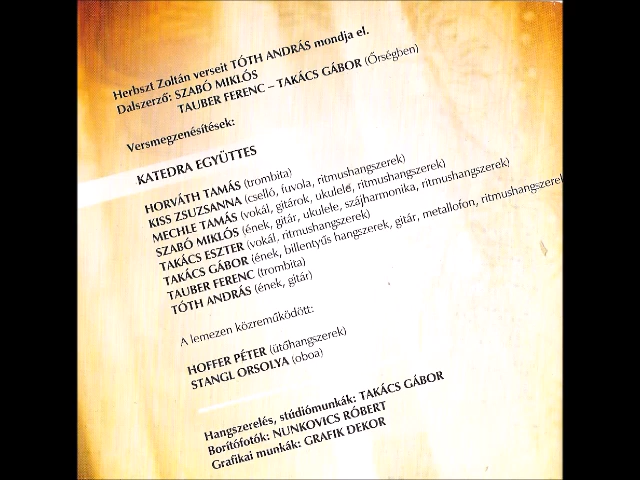 Herbszt Zoltán verseit TÓTH ANDRÁS mondja el.
Dalszerző: SZABÓ MIKLÓS
TAUBER FERENC – TAKÁCS GÁBOR (Őrségben)
Versmegzenésítések:
KATEDRA EGYÜTTES
HORVÁTH TAMÁS (trombita)
KISS ZSUZSANNA (cselló, fuvola, ritmushangszerek)
MECHLE TAMÁS (vokál, gitárok, ukulele, ritmushangszerek)
SZABÓ MIKLÓS (ének, gitár, ukulele, szájharmonika, ritmushangszerek)
TAKÁCS ESZTER (vokál, ritmushangszerek)
TAKÁCS GÁBOR (ének, billentyűs hangszerek, gitár, metallofon, ritmushangszerek
TAUBER FERENC (trombita)
TÓTH ANDRÁS (ének, gitár)
A lemezen közreműködött:
HOFFER PÉTER (ütőhangszerek)
STANGL ORSOLYA (oboa)
Hangszerelés, stúdiómunkák: TAKÁCS GÁBOR
Borítófotók: NUNKOVICS RÓBERT
Grafikai munkák: GRAFIK DEKOR